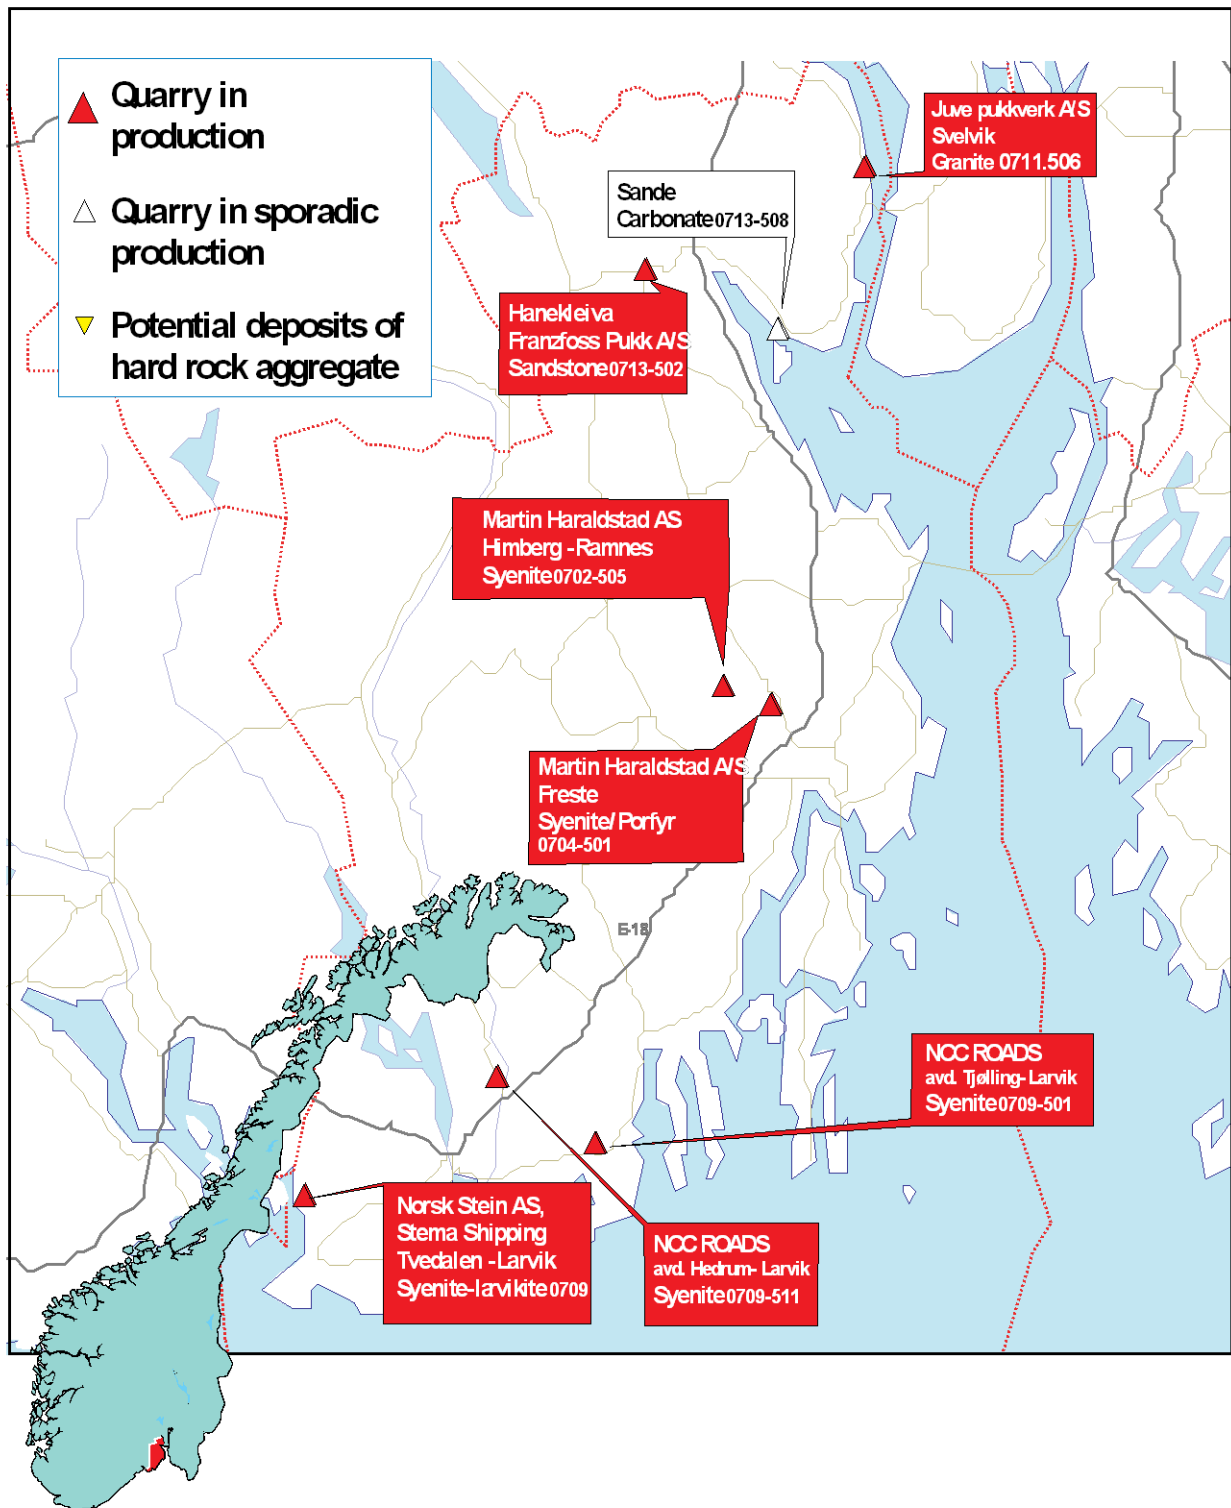 Quarry in
production
Quarry in sporadic
production
Potential deposits of
hard rock aggregate
Juve pukkverk A/S
Svelvik
Granite 0711.506
Sande
Carbonate 0713-508
Hanekleiva
Franzfoss Pukk A/S
Sandstone 0713-502
Martin Haraldstad AS
Himberg - Ramnes
Syenite 0702-505
Martin Haraldstad A/S
Freste
Syenite/ Porfyr
0704-501
E-18
NCC ROADS
avd. Tjølling- Larvik
Syenite 0709-501
Norsk Stein AS,
Stema Shipping
Tvedalen - Larvik
Syenite-larvikite 0709
NCC ROADS
avd. Hedrum- Larvik
Syenite 0709-511